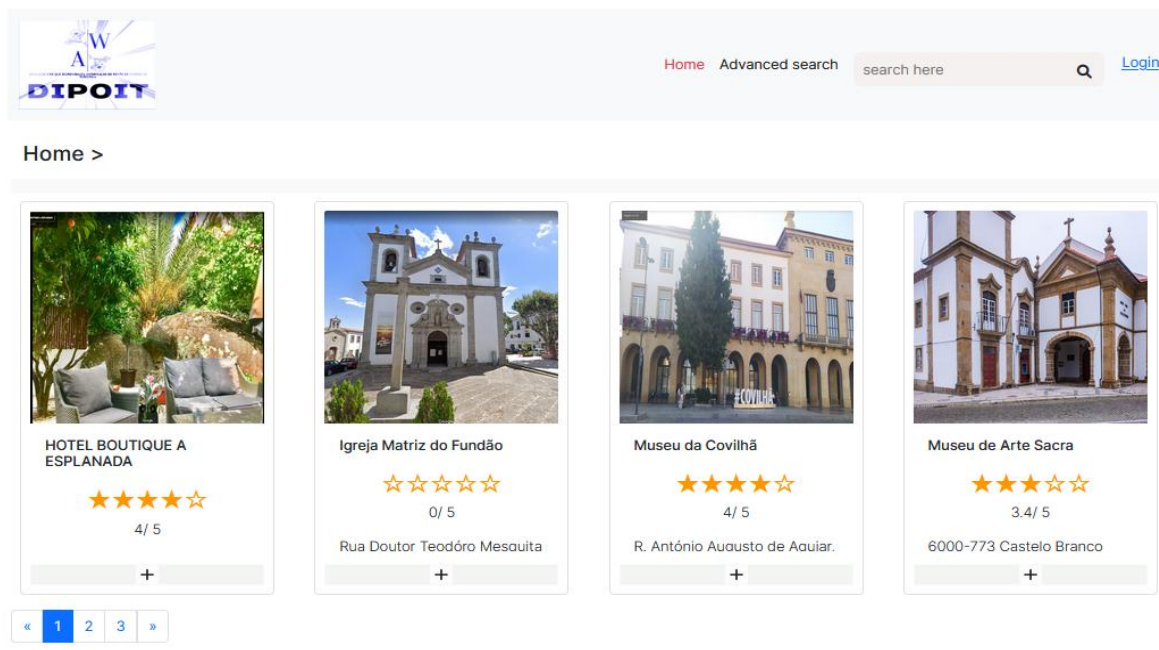 W
A
DIPOIT
Home Advanced search search here Login
Home >
HOTEL BOUTIQUE A
ESPLANADA
4/ 5
Igreja Matriz do Fundão
0/ 5
Rua Doutor Teodóro Mesquita
#COVILHÃ
Museu da Covilhã
4/ 5
R. António Augusto de Aguiar,
Museu de Arte Sacra
3.4/ 5
6000-773 Castelo Branco
+ + + +
« 1 2 3 »